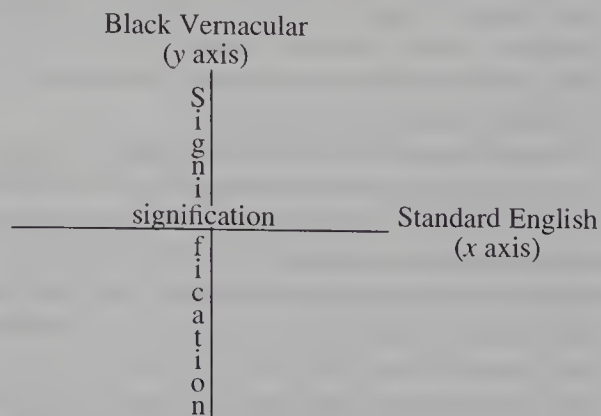 Black Vernacular
(y axis)
S
i
g
n
i
signification
Standard English
(x axis)
f
i
c
a
t
i
o
n